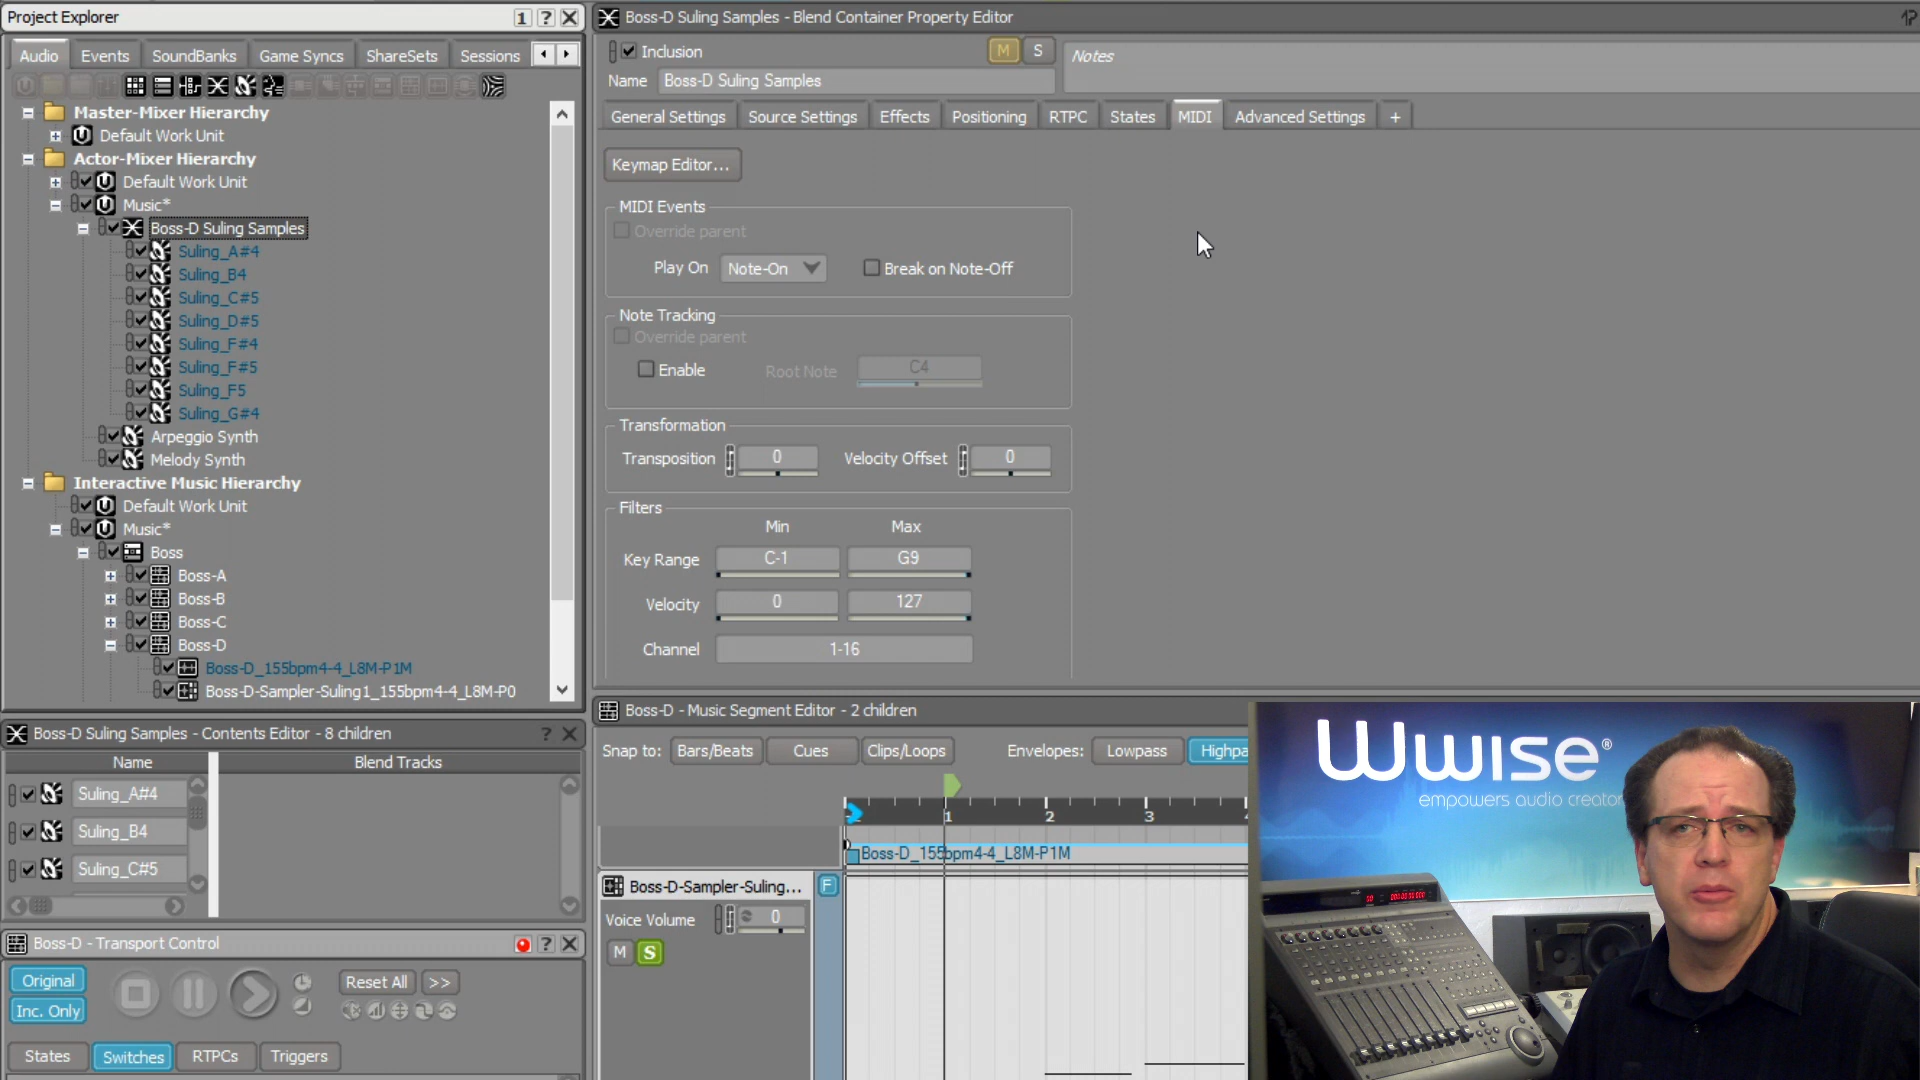 Project Explorer
1 ?
Audio Events SoundBanks Game Syncs ShareSets Sessions
Master-Mixer Hierarchy
Default Work Unit
Actor-Mixer Hierarchy
Default Work Unit
Music*
Boss-D Suling Samples
Suling_A#4
Suling_B4
Suling_C#5
Suling_D#5
Suling_F#4
Suling_F#5
Suling_F5
Suling_G#4
Arpeggio Synth
Melody Synth
Interactive Music Hierarchy
Default Work Unit
Music*
Boss
Boss-A
Boss-B
Boss-C
Boss-D
Boss-D_155bpm4-4_L8M-P1M
Boss-D-Sampler-Suling1_155bpm4-4_L8M-P0
Boss-D Suling Samples - Contents Editor - 8 children
?
Name Blend Tracks
Suling_A#4
Suling_B4
Suling_C#5
Boss-D - Transport Control
?
Original
Inc. Only
Reset All >>
States Switches RTPCs Triggers
Boss-D Suling Samples - Blend Container Property Editor
Inclusion M S
Notes
Name Boss-D Suling Samples
General Settings Source Settings Effects Positioning RTPC States MIDI Advanced Settings +
Keymap Editor...
MIDI Events
Override parent
Play On Note-On Break on Note-Off
Note Tracking
Override parent
Enable Root Note C4
Transformation
Transposition 0 Velocity Offset 0
Filters
Min Max
Key Range C-1 G9
Velocity 0 127
Channel 1-16
Boss-D - Music Segment Editor - 2 children
Snap to: Bars/Beats Cues Clips/Loops Envelopes: Lowpass Highpa
1 2 3 4
Boss-D_155bpm4-4_L8M-P1M
Boss-D-Sampler-Suling... F
Voice Volume 0
M S
Wwise®
empowers audio creator